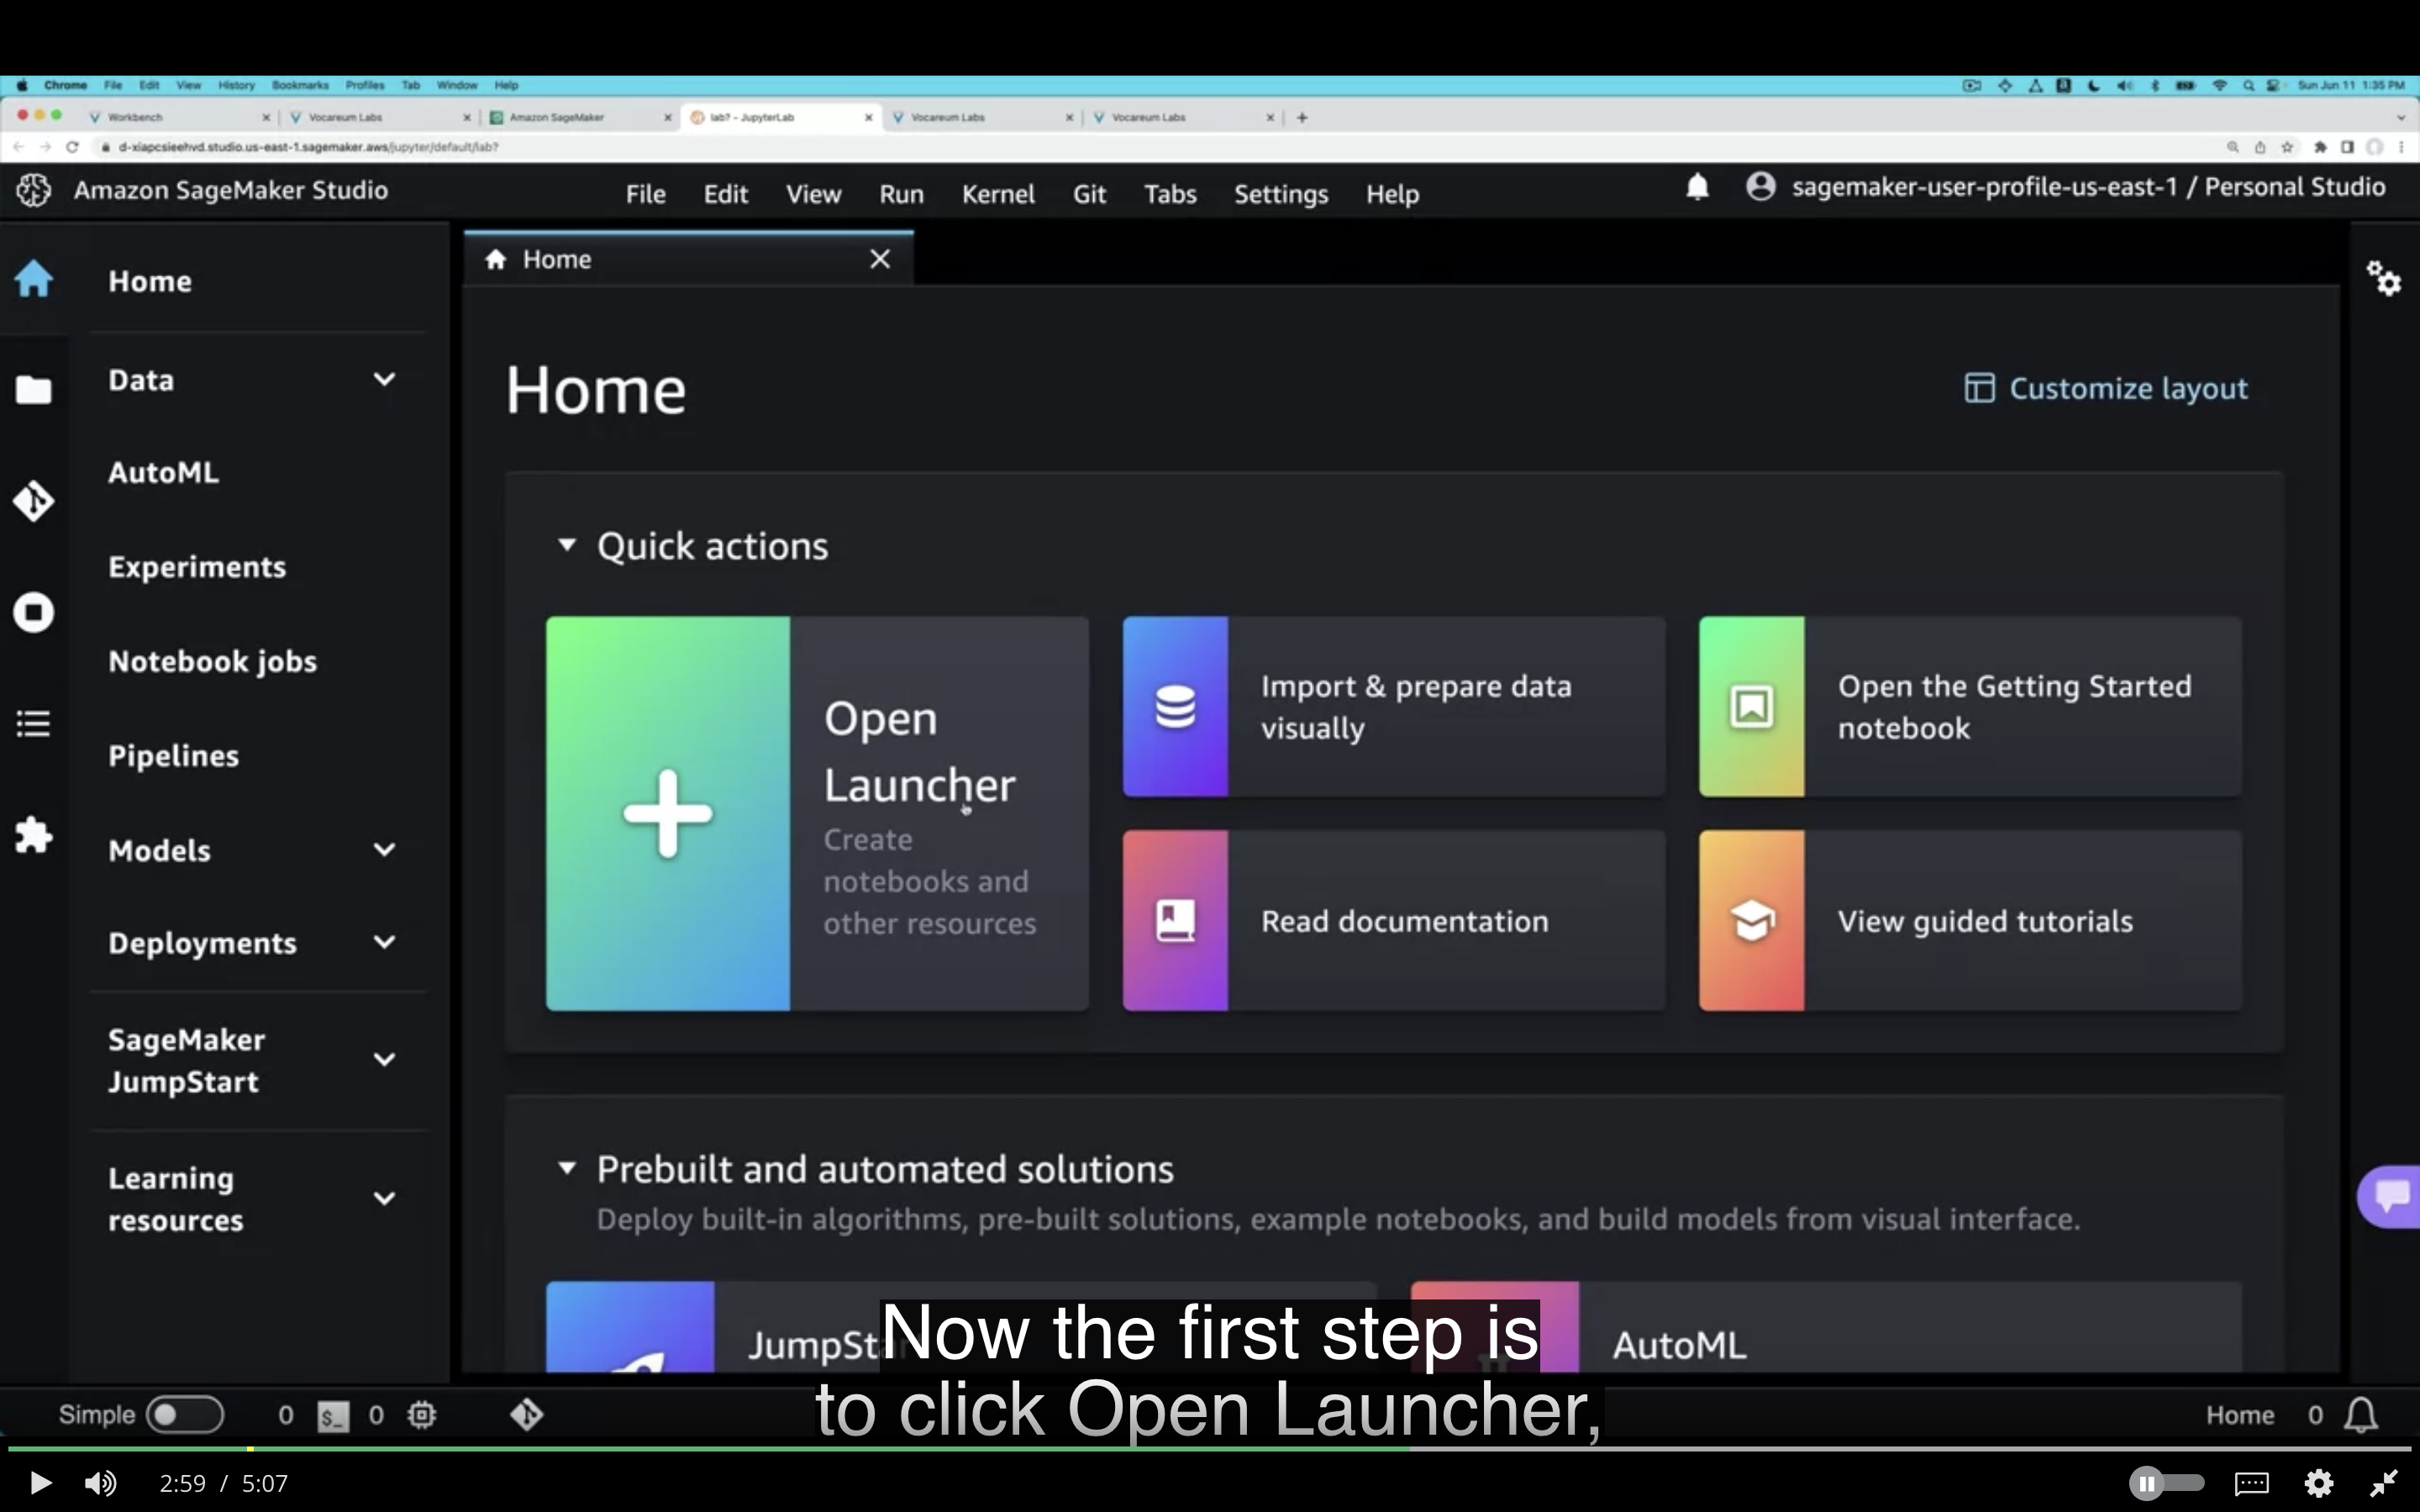 Chrome File Edit View History Bookmarks Profiles Tab Window Help
Sun Jun 11 1:35 PM
Workbench
Vocareum Labs
Amazon SageMaker
lab? - JupyterLab
Vocareum Labs
Vocareum Labs
d-xiapcsieehvd.studio.us-east-1.sagemaker.aws/jupyter/default/lab?
Amazon SageMaker Studio
File Edit View Run Kernel Git Tabs Settings Help
sagemaker-user-profile-us-east-1 / Personal Studio
Home
Data
AutoML
Experiments
Notebook jobs
Pipelines
Models
Deployments
SageMaker
JumpStart
Learning
resources
Home
Home
Customize layout
Quick actions
Open
Launcher
Create
notebooks and
other resources
Import & prepare data
visually
Open the Getting Started
notebook
Read documentation
View guided tutorials
Prebuilt and automated solutions
Deploy built-in algorithms, pre-built solutions, example notebooks, and build models from visual interface.
AutoML
Now the first step is
to click Open Launcher,
Simple 0 $_ 0
Home 0
2:59 / 5:07